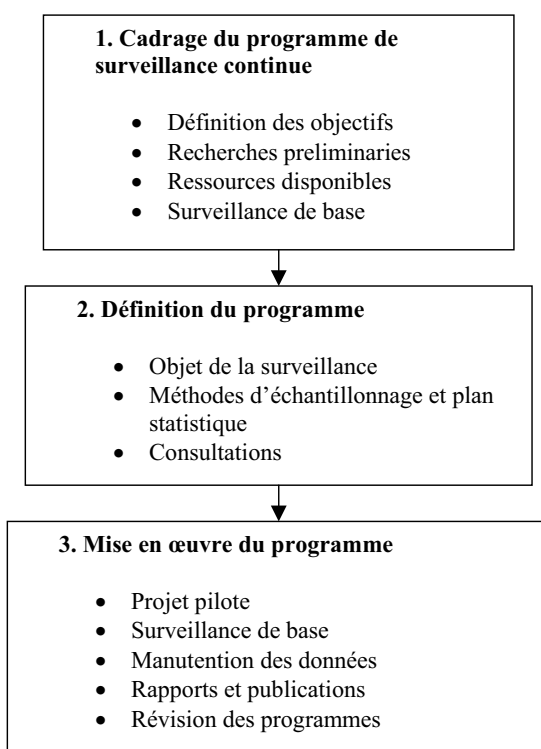 1. Cadrage du programme de
surveillance continue
• Définition des objectifs
• Recherches preliminaries
• Ressources disponibles
• Surveillance de base
2. Définition du programme
• Objet de la surveillance
• Méthodes d'échantillonnage et plan
statistique
• Consultations
3. Mise en œuvre du programme
• Projet pilote
• Surveillance de base
• Manutention des données
• Rapports et publications
• Révision des programmes